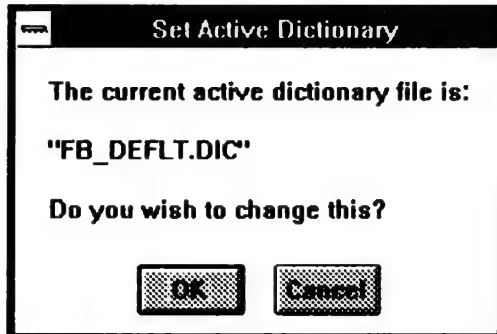 Set Active Dictionary
The current active dictionary file is:
"FB_DEFLT.DIC"
Do you wish to change this?
OK Cancel